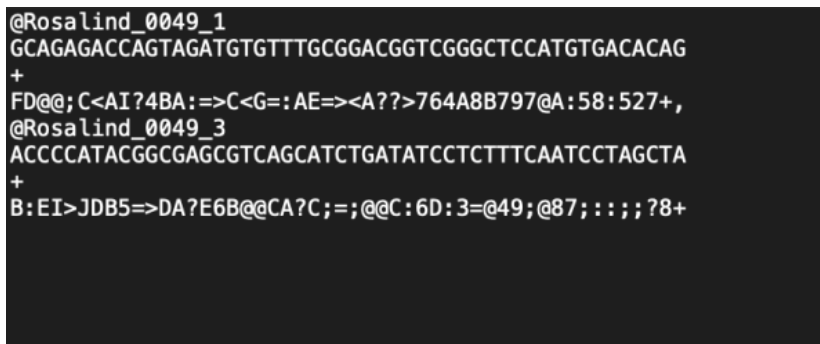 @Rosalind_0049_1
GCAGAGACCAGTAGATGTGTTTGCGGACGGTCGGGCTCCATGTGACACAG
+
FD@@;C<AI?4BA:=>C<G=:AE=><A??>764A8B797@A:58:527+,
@Rosalind_0049_3
ACCCCATACGGCGAGCGTCAGCATCTGATATCCTCTTTCAATCCTAGCTA
+
B:EI>JDB5=>DA?E6B@@CA?C;=;@@C:6D:3=@49;@87;::;;?8+